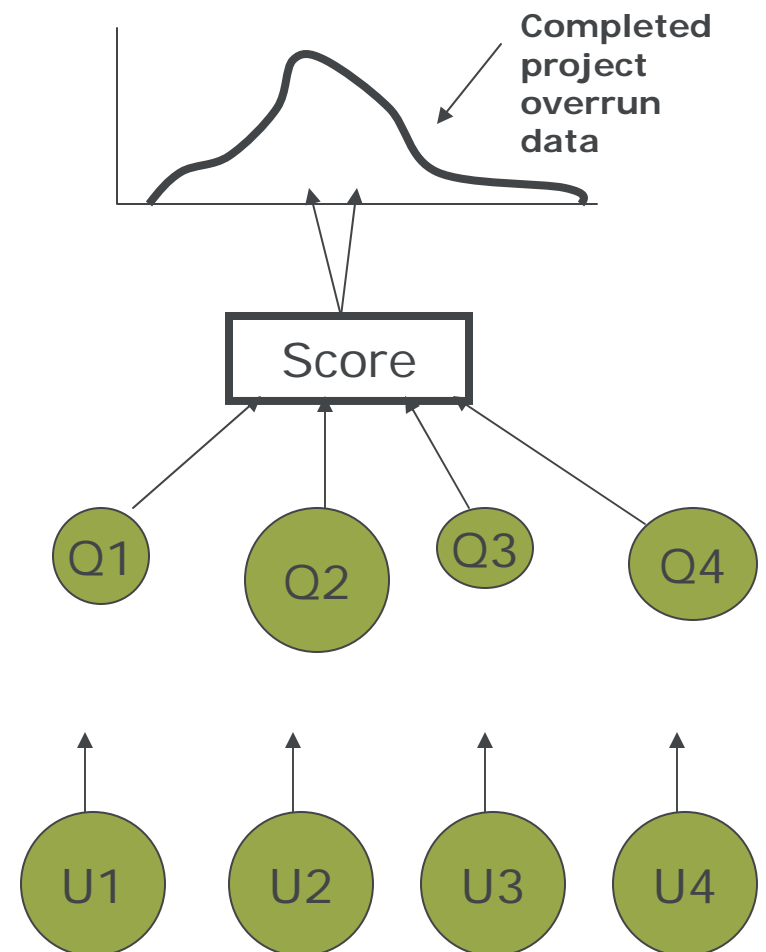 Completed
project
overrun
data
Score
Q1
Q2
Q3
Q4
U1
U2
U3
U4